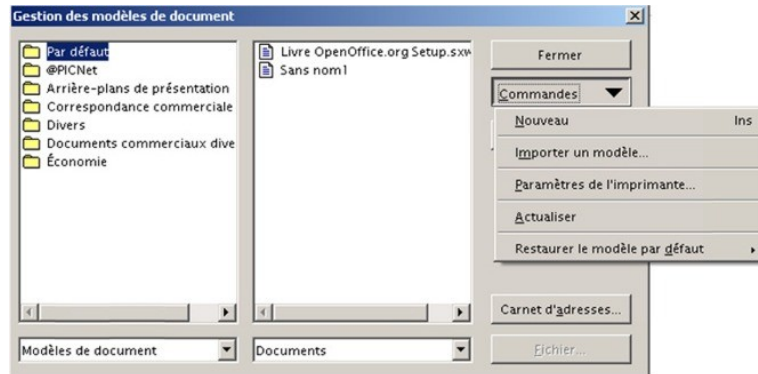 Gestion des modèles de document
Par défaut
@PICNet
Arrière-plans de présentation
Correspondance commerciale
Divers
Documents commerciaux dive
Économie
Modèles de document
Livre OpenOffice.org Setup.sxw
Sans nom1
Documents
Fermer
Commandes
Nouveau Ins
Importer un modèle...
Paramètres de l'imprimante...
Actualiser
Restaurer le modèle par défaut
Carnet d'adresses...
Fichier...